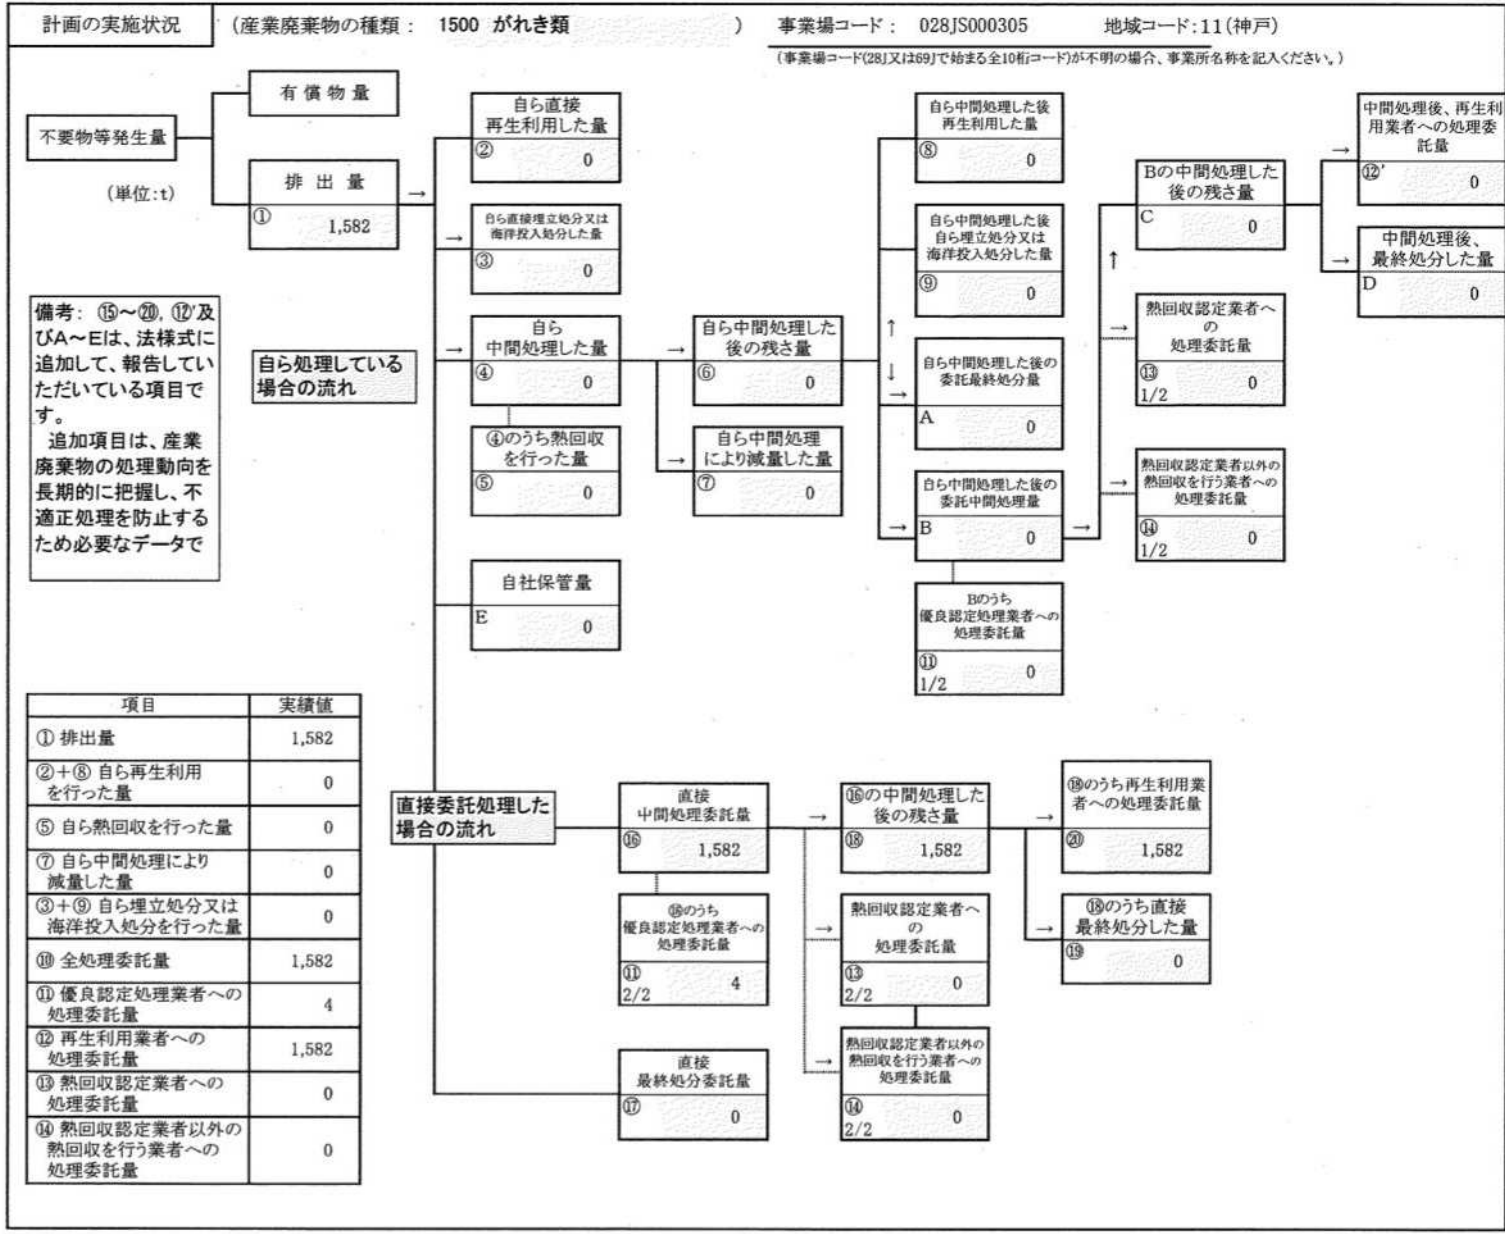 計画の実施状況
(産業廃棄物の種類： 1500 がれき類 )
事業場コード： 028JS000305 地域コード:11(神戸)
(事業場コード(28J又は69Jで始まる全10桁コード)が不明の場合、事業所名称を記入ください。)
不要物等発生量
(単位:t)
有償物量
排出量
→
① 1,582
備考： ⑮～⑳, ⑫'及
びA～Eは、法様式に
追加して、報告してい
ただいている項目で
す。
追加項目は、産業
廃棄物の処理動向を
長期的に把握し、不
適正処理を防止する
ため必要なデータで
自ら処理している
場合の流れ
自ら直接
再生利用した量
② 0
→
自ら直接埋立処分又は
海洋投入処分した量
③ 0
→
自ら
中間処理した量
④ 0
④のうち熱回収
を行った量
⑤ 0
自社保管量
E 0
→
自ら中間処理した
後の残さ量
⑥ 0
→
自ら中間処理
により減量した量
⑦ 0
自ら中間処理した後
再生利用した量
⑧ 0
自ら中間処理した後
自ら埋立処分又は
海洋投入処分した量
⑨ 0
↑
↓
→
自ら中間処理した後の
委託最終処分量
A 0
→
自ら中間処理した後の
委託中間処理量
B 0
→
Bのうち
優良認定処理業者への
処理委託量
⑪
1/2 0
↑
→
Bの中間処理した
後の残さ量
C 0
→
熱回収認定業者へ
の
処理委託量
⑬
1/2 0
→
熱回収認定業者以外の
熱回収を行う業者への
処理委託量
⑭
1/2 0
→
中間処理後、再生利
用業者への処理委
託量
⑫' 0
→
中間処理後、
最終処分した量
D 0
項目 実績値
① 排出量 1,582
②＋⑧ 自ら再生利用
を行った量 0
⑤ 自ら熱回収を行った量 0
⑦ 自ら中間処理により
減量した量 0
③＋⑨ 自ら埋立処分又は
海洋投入処分を行った量 0
⑩ 全処理委託量 1,582
⑪ 優良認定処理業者への
処理委託量 4
⑫ 再生利用業者への
処理委託量 1,582
⑬ 熱回収認定業者への
処理委託量 0
⑭ 熱回収認定業者以外の
熱回収を行う業者への
処理委託量 0
直接委託処理した
場合の流れ
直接
中間処理委託量
⑯ 1,582
⑯のうち
優良認定処理業者への
処理委託量
⑪
2/2 4
直接
最終処分委託量
⑰ 0
→
⑯の中間処理した
後の残さ量
⑱ 1,582
→
熱回収認定業者へ
の
処理委託量
⑬
2/2 0
→
熱回収認定業者以外の
熱回収を行う業者への
処理委託量
⑭
2/2 0
→
⑱のうち再生利用業
者への処理委託量
⑳ 1,582
→
⑱のうち直接
最終処分した量
⑲ 0